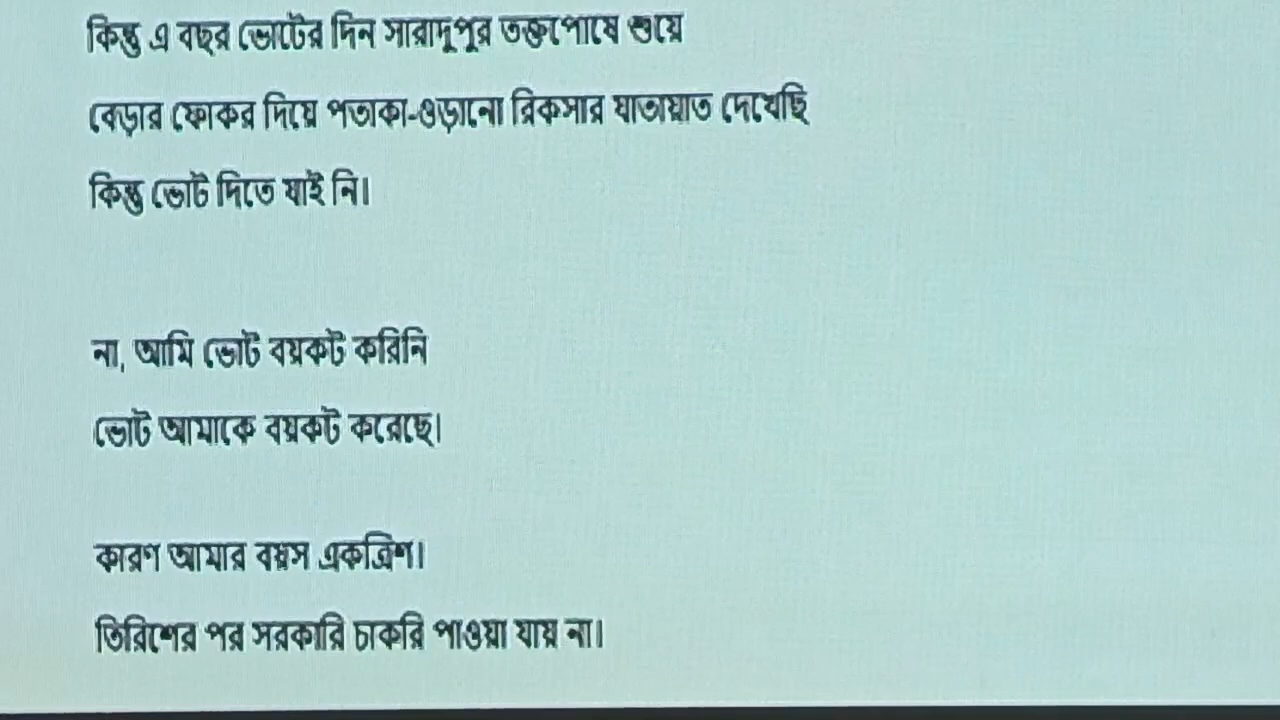 কিন্তু এ বছর ভোটের দিন সারাদুপুর তক্তপোষে শুয়ে
বেড়ার ফোকর দিয়ে পতাকা-ওড়ানো রিকসার যাতায়াত দেখেছি
কিন্তু ভোট দিতে যাই নি।
না, আমি ভোট বয়কট করিনি
ভোট আমাকে বয়কট করেছে।
কারণ আমার বয়স একত্রিশ।
তিরিশের পর সরকারি চাকরি পাওয়া যায় না।